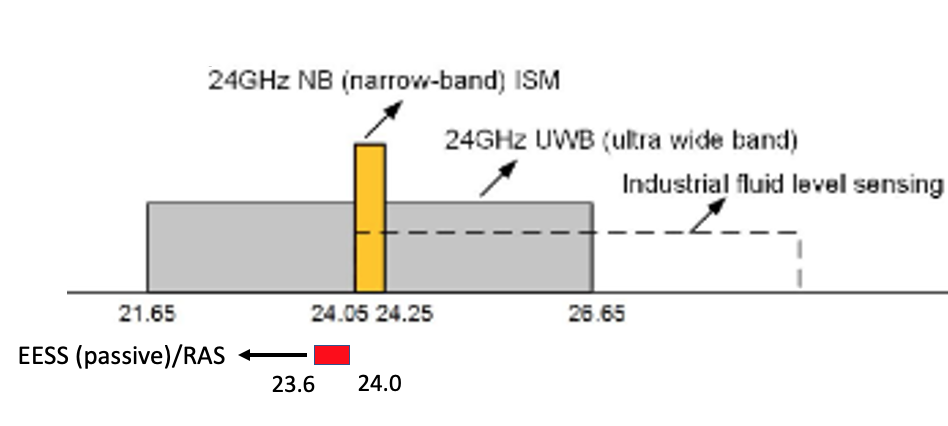 24GHz NB (narrow-band) ISM
24GHz UWB (ultra wide band)
Industrial fluid level sensing
21.65
24.05 24.25
26.65
EESS (passive)/RAS
23.6
24.0